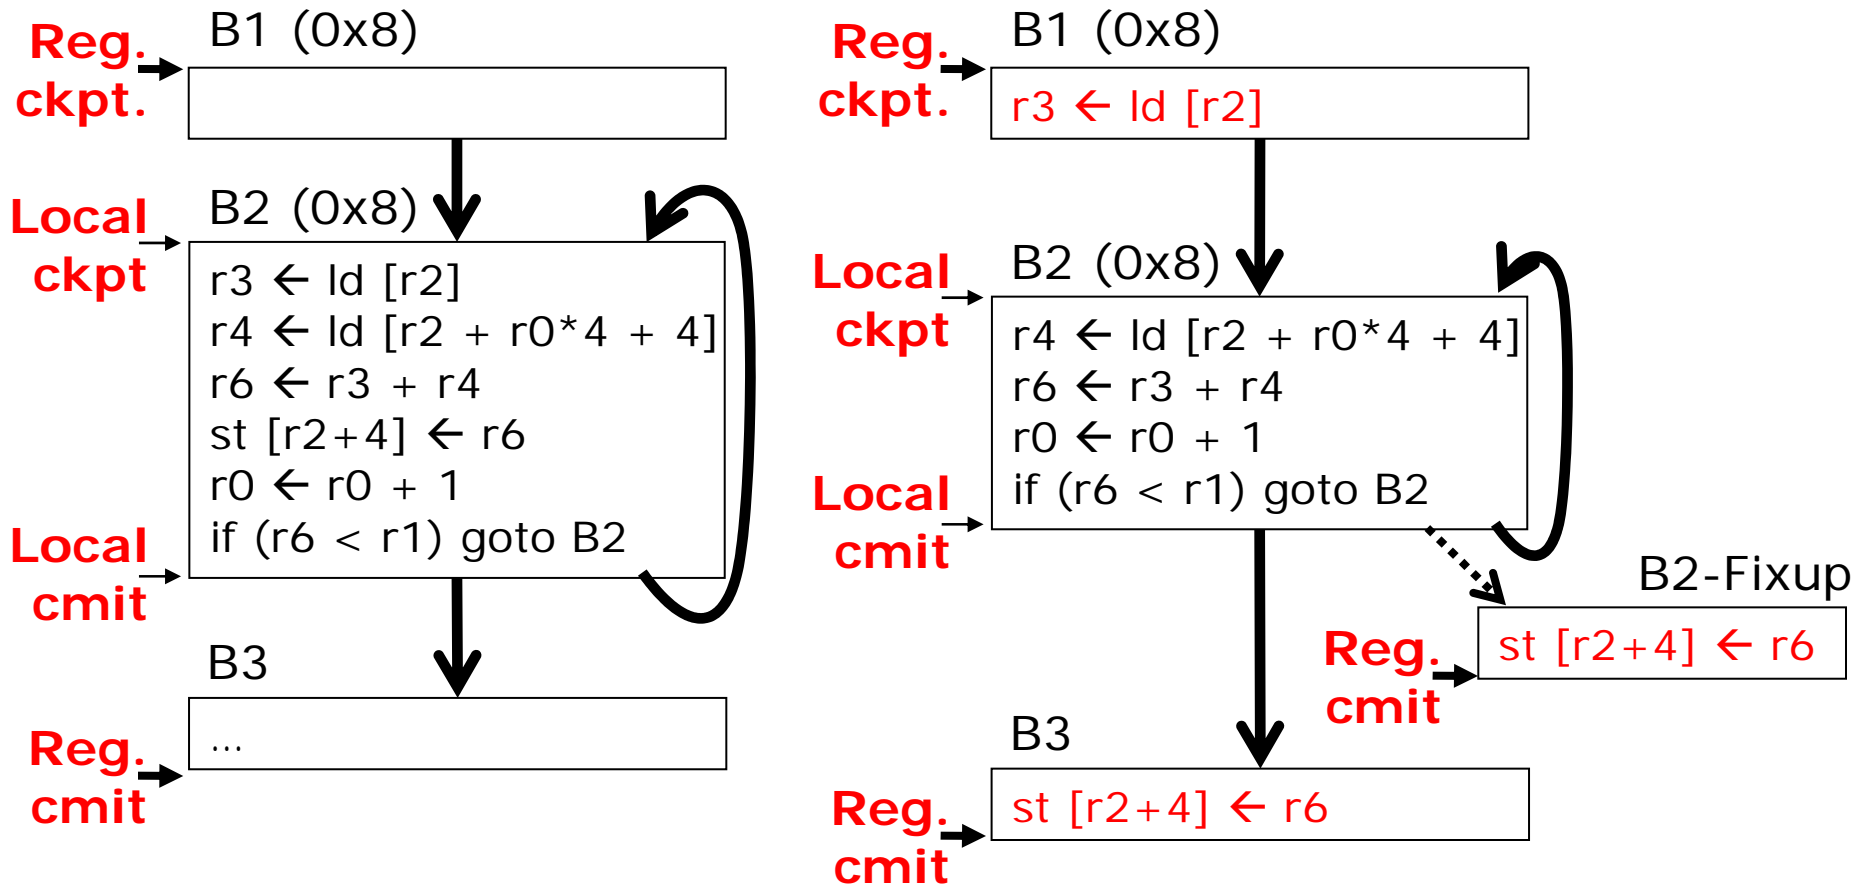 B1 (0x8)
Reg.
ckpt.
B2 (0x8)
Local
ckpt
r3 ← ld [r2]
r4 ← ld [r2 + r0*4 + 4]
r6 ← r3 + r4
st [r2+4] ← r6
r0 ← r0 + 1
if (r6 < r1) goto B2
Local
cmit
B3
...
Reg.
cmit
B1 (0x8)
Reg.
ckpt.
r3 ← ld [r2]
B2 (0x8)
Local
ckpt
r4 ← ld [r2 + r0*4 + 4]
r6 ← r3 + r4
r0 ← r0 + 1
if (r6 < r1) goto B2
Local
cmit
B2-Fixup
st [r2+4] ← r6
Reg.
cmit
B3
st [r2+4] ← r6
Reg.
cmit